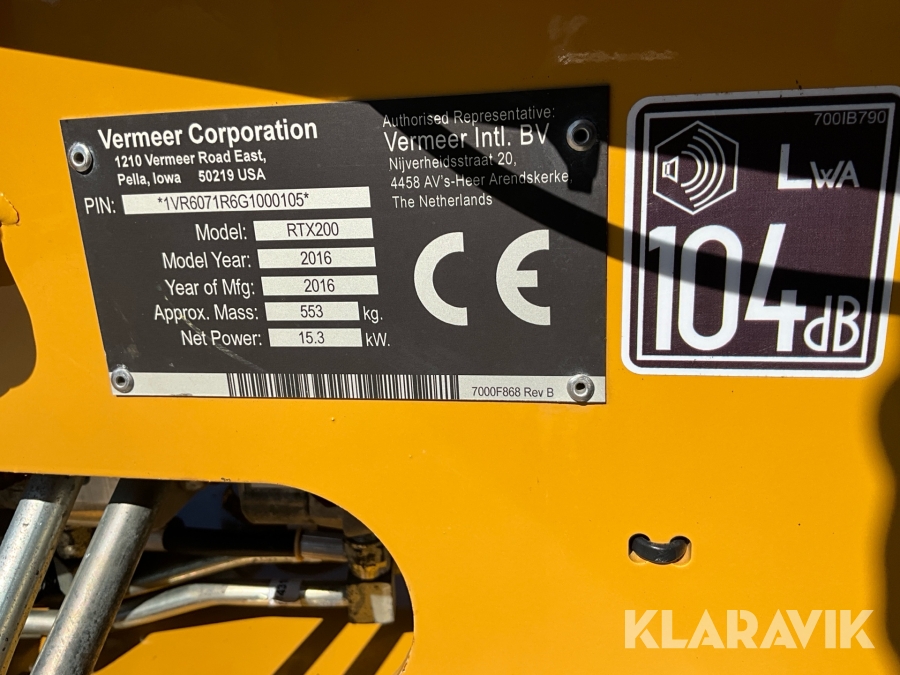 Vermeer Corporation
1210 Vermeer Road East,
Pella, Iowa 50219 USA
PIN: *1VR6071R6G1000105*
Model: RTX200
Model Year: 2016
Year of Mfg: 2016
Approx. Mass: 553 kg.
Net Power: 15.3 kW.
Authorised Representative:
Vermeer Intl. BV
Nijverheidsstraat 20,
4458 AV's-Heer Arendskerke,
The Netherlands
CE
7000F868 Rev B
700IB790
LWA
104dB
KLARAVIK